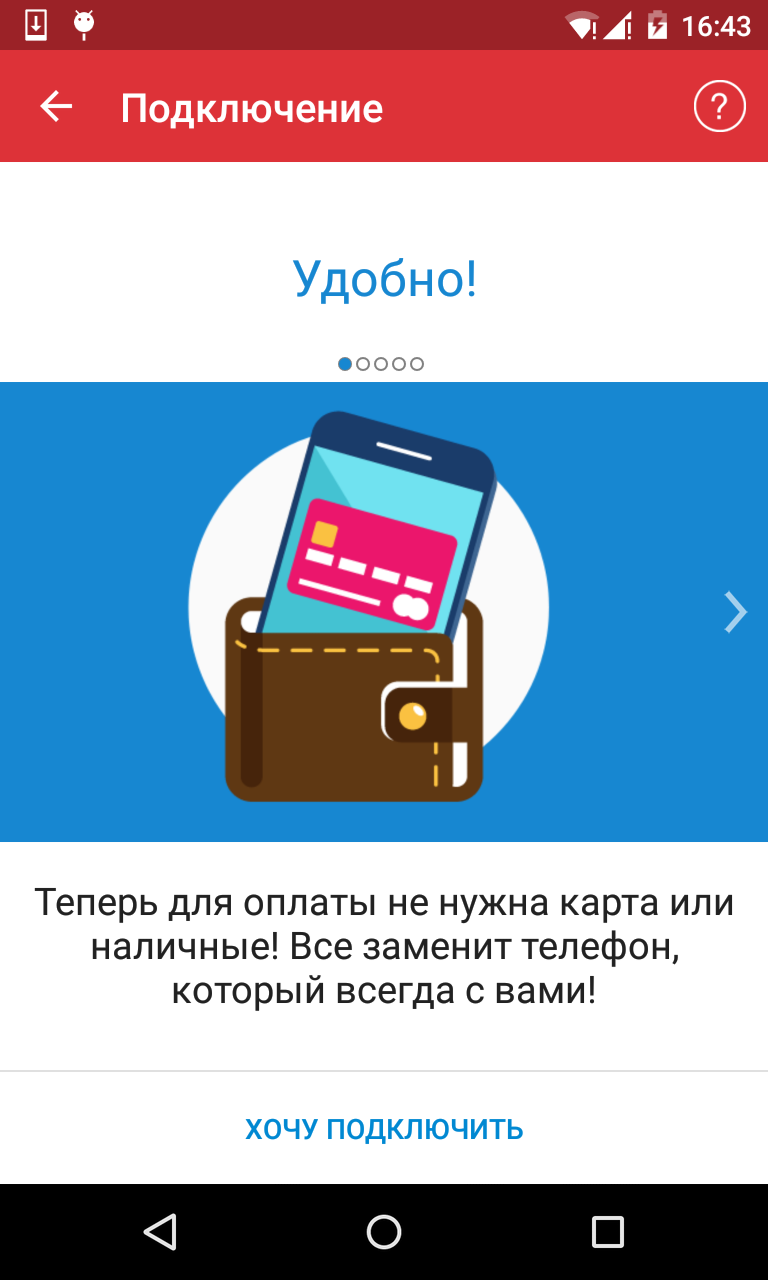 16:43
Подключение
?
Удобно!
Теперь для оплаты не нужна карта или
наличные! Все заменит телефон,
который всегда с вами!
ХОЧУ ПОДКЛЮЧИТЬ